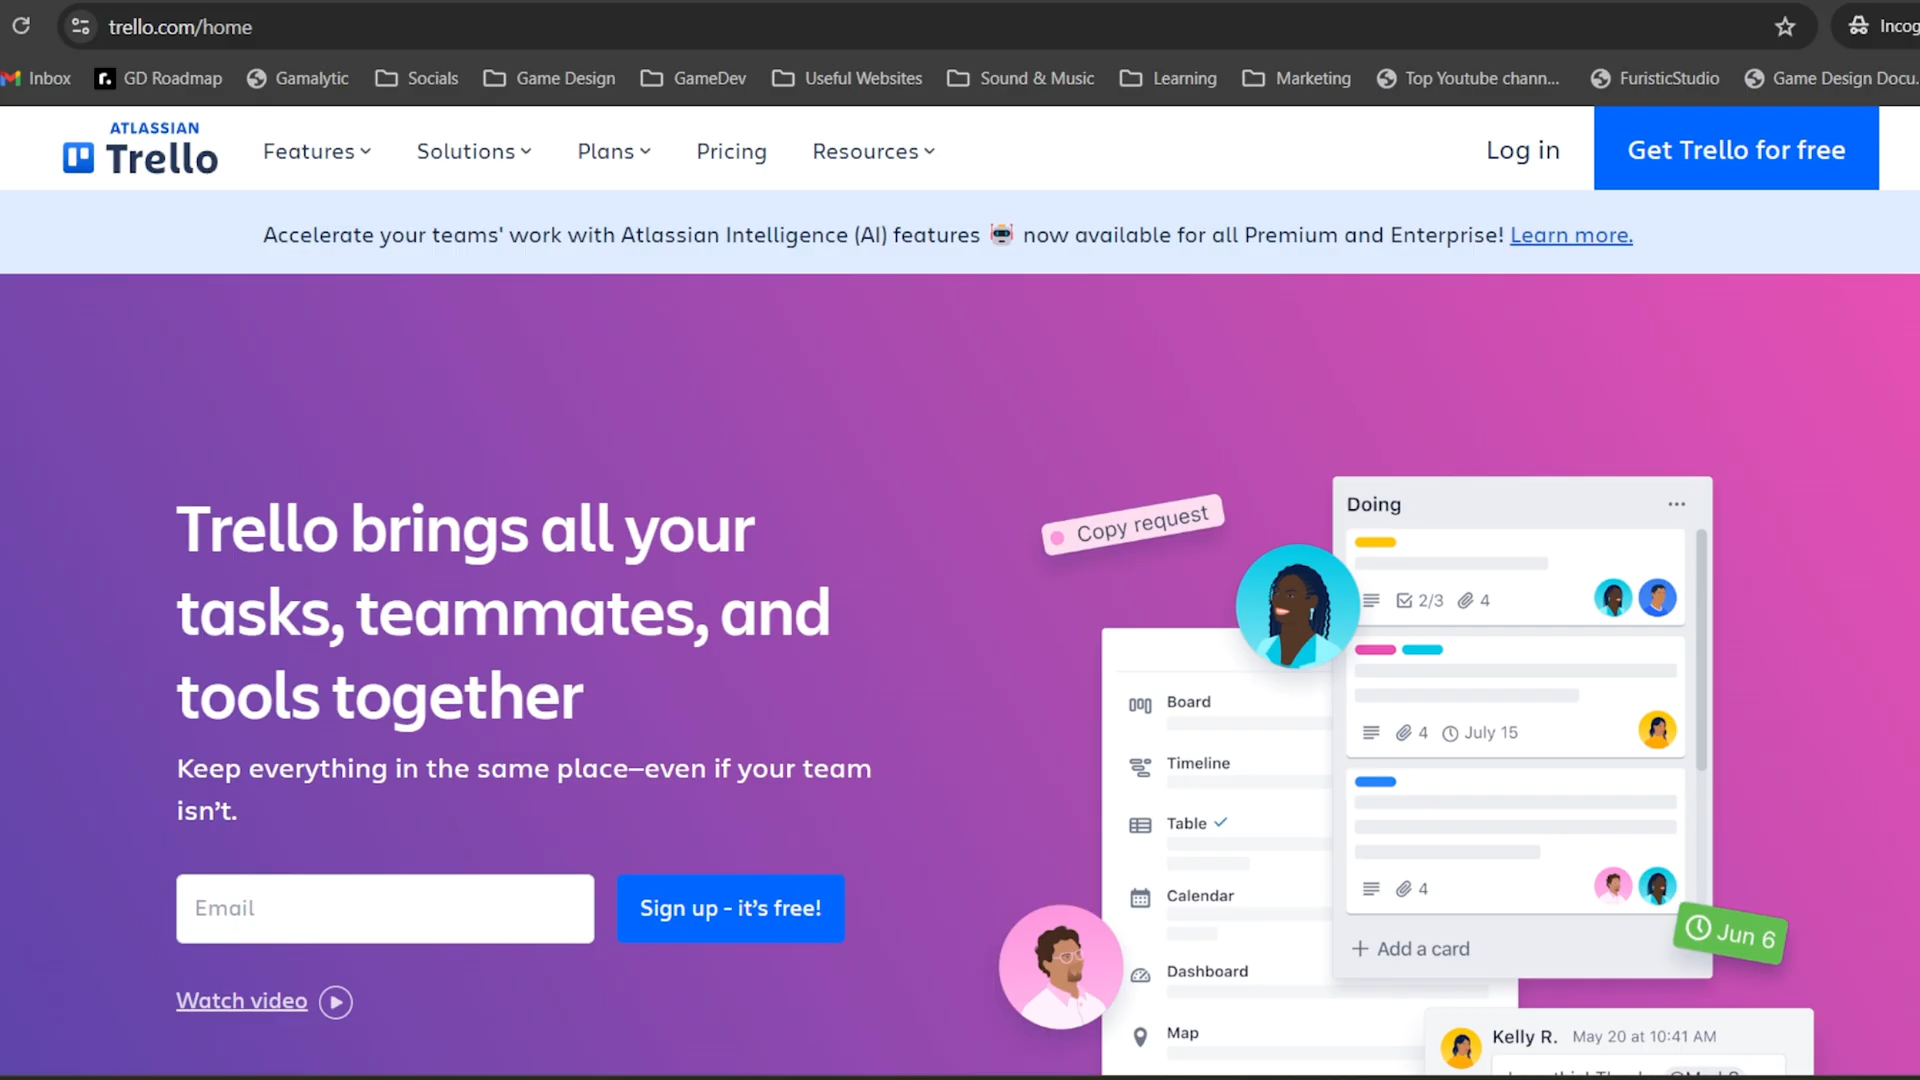 trello.com/home
Incog
Inbox
GD Roadmap
Gamalytic
Socials
Game Design
GameDev
Useful Websites
Sound & Music
Learning
Marketing
Top Youtube chann...
FuristicStudio
Game Design Docu.
ATLASSIAN
Trello
Features
Solutions
Plans
Pricing
Resources
Log in
Get Trello for free
Accelerate your teams' work with Atlassian Intelligence (AI) features now available for all Premium and Enterprise! Learn more.
Trello brings all your
tasks, teammates, and
tools together
Keep everything in the same place—even if your team
isn't.
Email
Sign up - it's free!
Watch video
Copy request
Doing
2/3
4
4
July 15
4
Add a card
Jun 6
Board
Timeline
Table
Calendar
Dashboard
Map
Kelly R.
May 20 at 10:41 AM